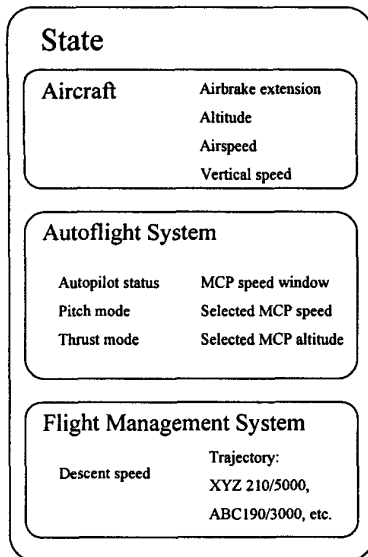 State
Aircraft
Airbrake extension
Altitude
Airspeed
Vertical speed
Autoflight System
Autopilot status
MCP speed window
Pitch mode
Selected MCP speed
Thrust mode
Selected MCP altitude
Flight Management System
Descent speed
Trajectory:
XYZ 210/5000,
ABC190/3000, etc.